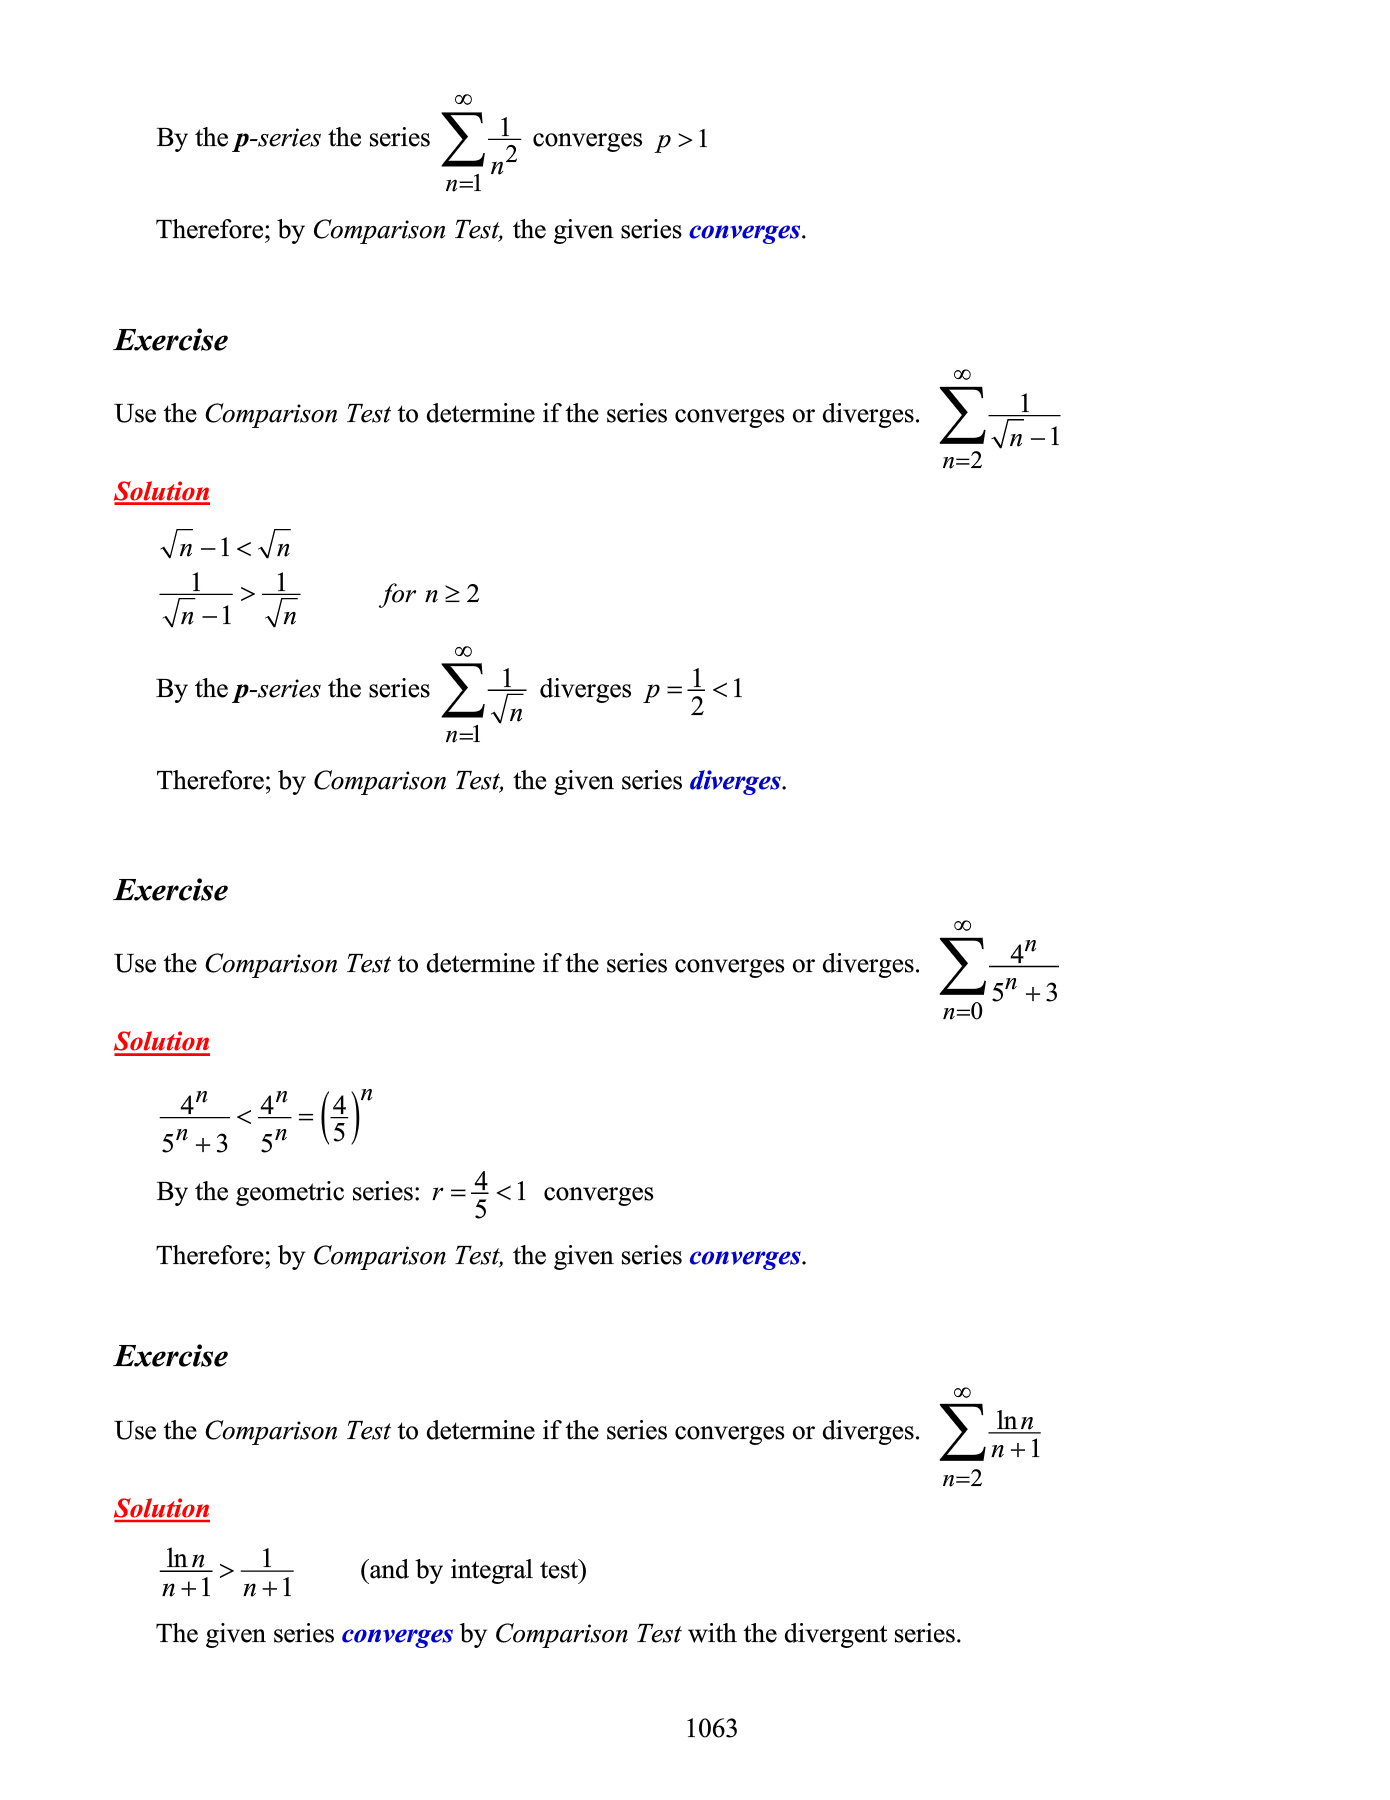 By the p-series the series \sum_{n=1}^{\infty} \frac{1}{n^2} converges p > 1
Therefore; by Comparison Test, the given series converges.
Exercise
Use the Comparison Test to determine if the series converges or diverges. \sum_{n=2}^{\infty} \frac{1}{\sqrt{n} - 1}
Solution
\sqrt{n} - 1 < \sqrt{n}
\frac{1}{\sqrt{n} - 1} > \frac{1}{\sqrt{n}} for n ≥ 2
By the p-series the series \sum_{n=1}^{\infty} \frac{1}{\sqrt{n}} diverges p = \frac{1}{2} < 1
Therefore; by Comparison Test, the given series diverges.
Exercise
Use the Comparison Test to determine if the series converges or diverges. \sum_{n=0}^{\infty} \frac{4^n}{5^n + 3}
Solution
\frac{4^n}{5^n + 3} < \frac{4^n}{5^n} = \left(\frac{4}{5}\right)^n
By the geometric series: r = \frac{4}{5} < 1 converges
Therefore; by Comparison Test, the given series converges.
Exercise
Use the Comparison Test to determine if the series converges or diverges. \sum_{n=2}^{\infty} \frac{\ln n}{n + 1}
Solution
\frac{\ln n}{n + 1} > \frac{1}{n + 1} (and by integral test)
The given series converges by Comparison Test with the divergent series.
1063